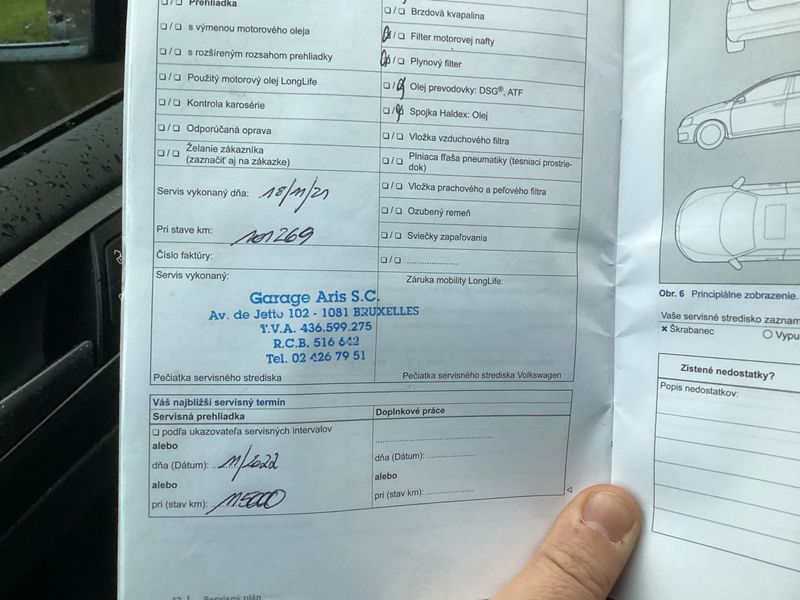 ❏ / ❏ Prehliadka
❏ / ❏ s výmenou motorového oleja
❏ / ❏ s rozšíreným rozsahom prehliadky
❏ / ❏ Použitý motorový olej LongLife
❏ / ❏ Kontrola karosérie
❏ / ❏ Odporúčaná oprava
❏ / ❏ Želanie zákazníka
(zaznačiť aj na zákazke)
Servis vykonaný dňa: 18/11/21
Pri stave km: 101269
Číslo faktúry:
Servis vykonaný:
Garage Aris S.C.
Av. de Jette 102 - 1081 BRUXELLES
T.V.A. 436.599.275
R.C.B. 516 642
Tel. 02 426 79 51
Pečiatka servisného strediska
❏ / ❏ Brzdová kvapalina
❏ / ❏ Filter motorovej nafty
❏ / ❏ Plynový filter
❏ / ❏ Olej prevodovky: DSG®, ATF
❏ / ❏ Spojka Haldex: Olej
❏ / ❏ Vložka vzduchového filtra
❏ / ❏ Plniaca fľaša pneumatiky (tesniaci prostrie-
dok)
❏ / ❏ Vložka prachového a peľového filtra
❏ / ❏ Ozubený remeň
❏ / ❏ Sviečky zapaľovania
❏ / ❏ ......................
Záruka mobility LongLife:
Pečiatka servisného strediska Volkswagen
Váš najbližší servisný termín
Servisná prehliadka
❏ podľa ukazovateľa servisných intervalov
alebo
dňa (Dátum): 11/2022
alebo
pri (stav km): 115000
Doplnkové práce
dňa (Dátum): ....................
alebo
pri (stav km): ....................
Servisný plán
Obr. 6 Principiálne zobrazenie.
Vaše servisné stredisko
× Škrabanec
Zistené nedostatky?
Popis nedostatkov: